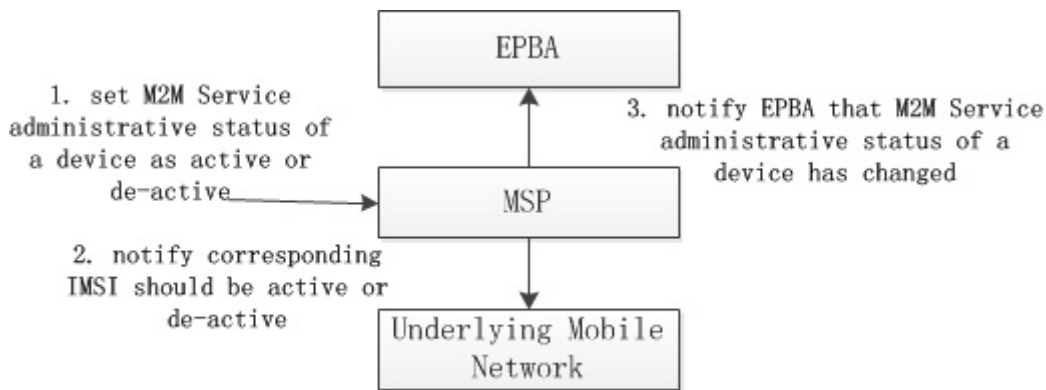 EPBA
1. set M2M Service
administrative status of
a device as active or
de-active
3. notify EPBA that M2M Service
administrative status of a
device has changed
MSP
2. notify corresponding
IMSI should be active or
de-active
Underlying Mobile
Network